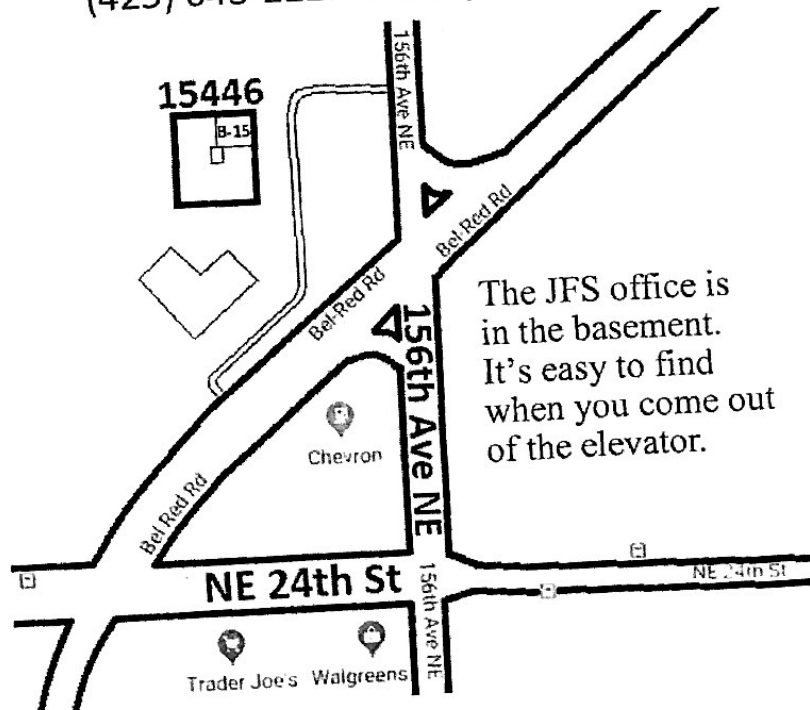 156th Ave NE
15446
B-15
Bel-Red Rd
Bel-Red Rd
The JFS office is
in the basement.
It's easy to find
when you come out
of the elevator.
156th Ave NE
Chevron
Bel Red Rd
NE 24th St
NE 24th St
156th Ave NE
Trader Joe's
Walgreens